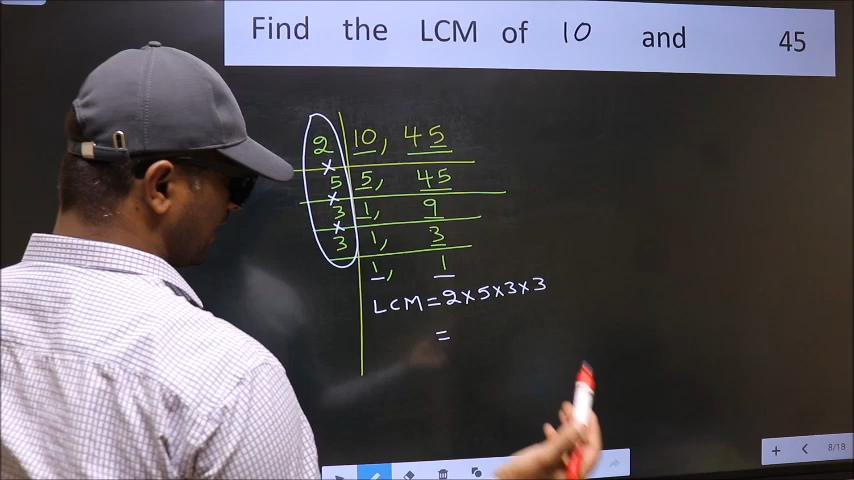 Find the LCM of 10 and 45
2 10, 45
5 5, 45
3 1, 9
3 1, 3
1, 1
LCM = 2 × 5 × 3 × 3
=
8/18